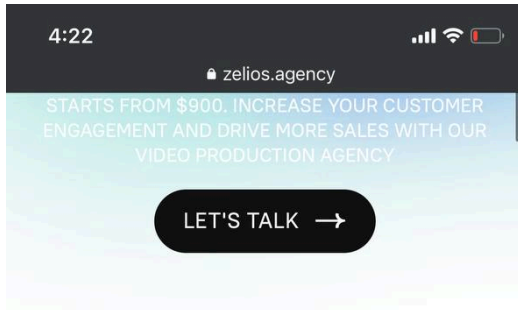 4:22
zelios.agency
STARTS FROM $900. INCREASE YOUR CUSTOMER
ENGAGEMENT AND DRIVE MORE SALES WITH OUR
VIDEO PRODUCTION AGENCY
LET'S TALK →